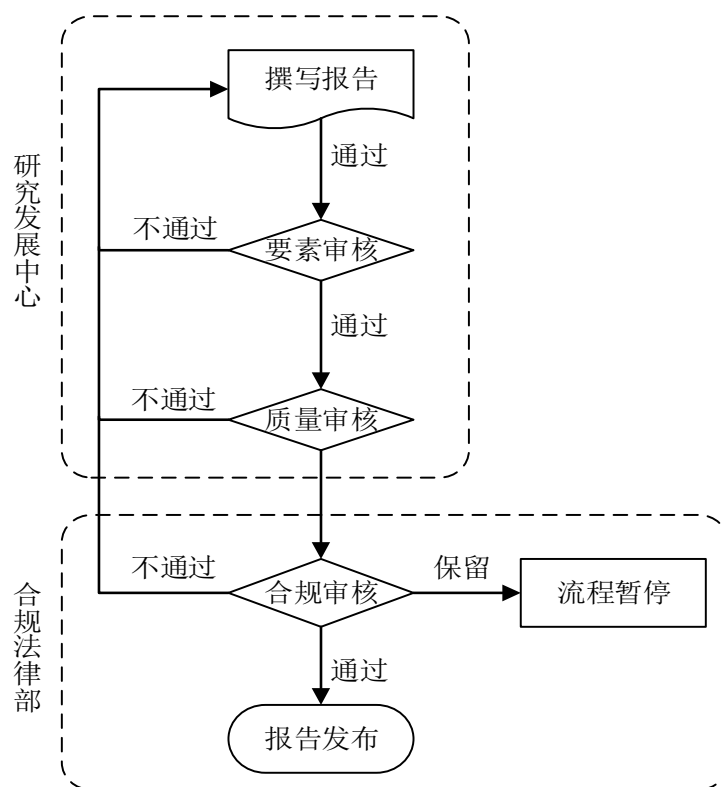 撰写报告
通过
研究发展中心
不通过
要素审核
通过
不通过
质量审核
不通过
合规审核
保留
流程暂停
合规法律部
通过
报告发布